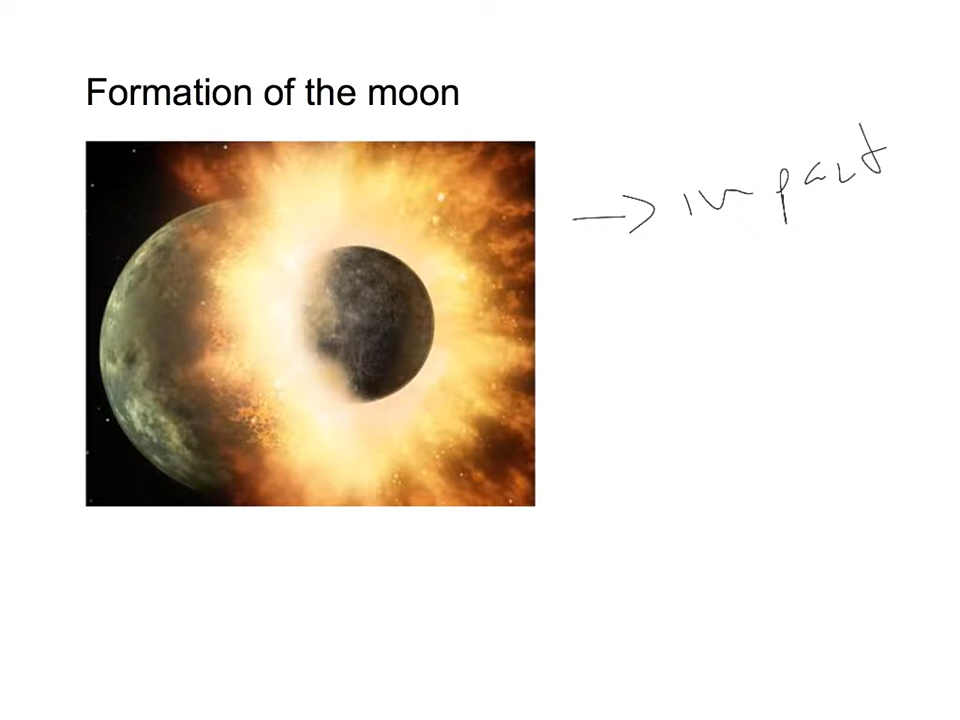 Formation of the moon
→ impact